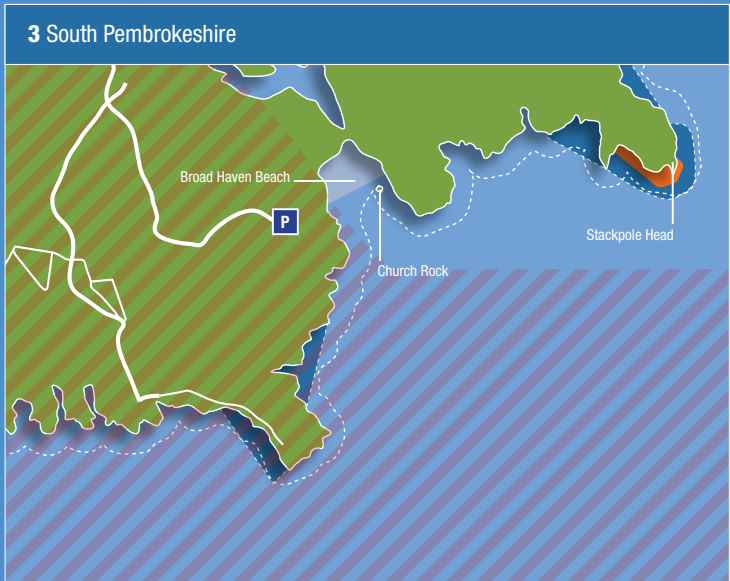 3 South Pembrokeshire
Broad Haven Beach
P
Stackpole Head
Church Rock